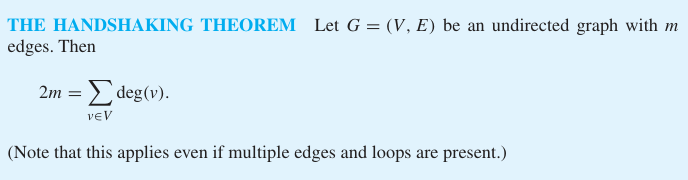 THE HANDSHAKING THEOREM Let G = (V, E) be an undirected graph with m
edges. Then
2m = ∑ deg(v).
v∈V
(Note that this applies even if multiple edges and loops are present.)